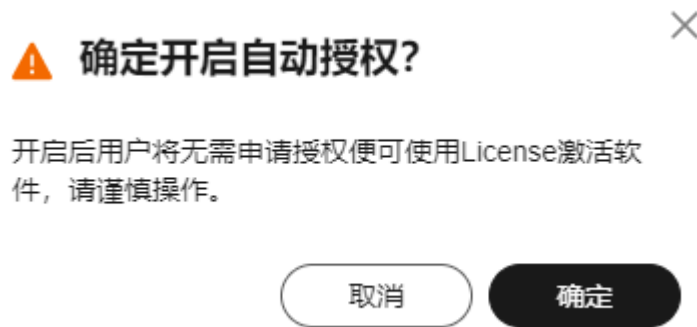 确定开启自动授权?
开启后用户将无需申请授权便可使用License激活软
件，请谨慎操作。
取消
确定